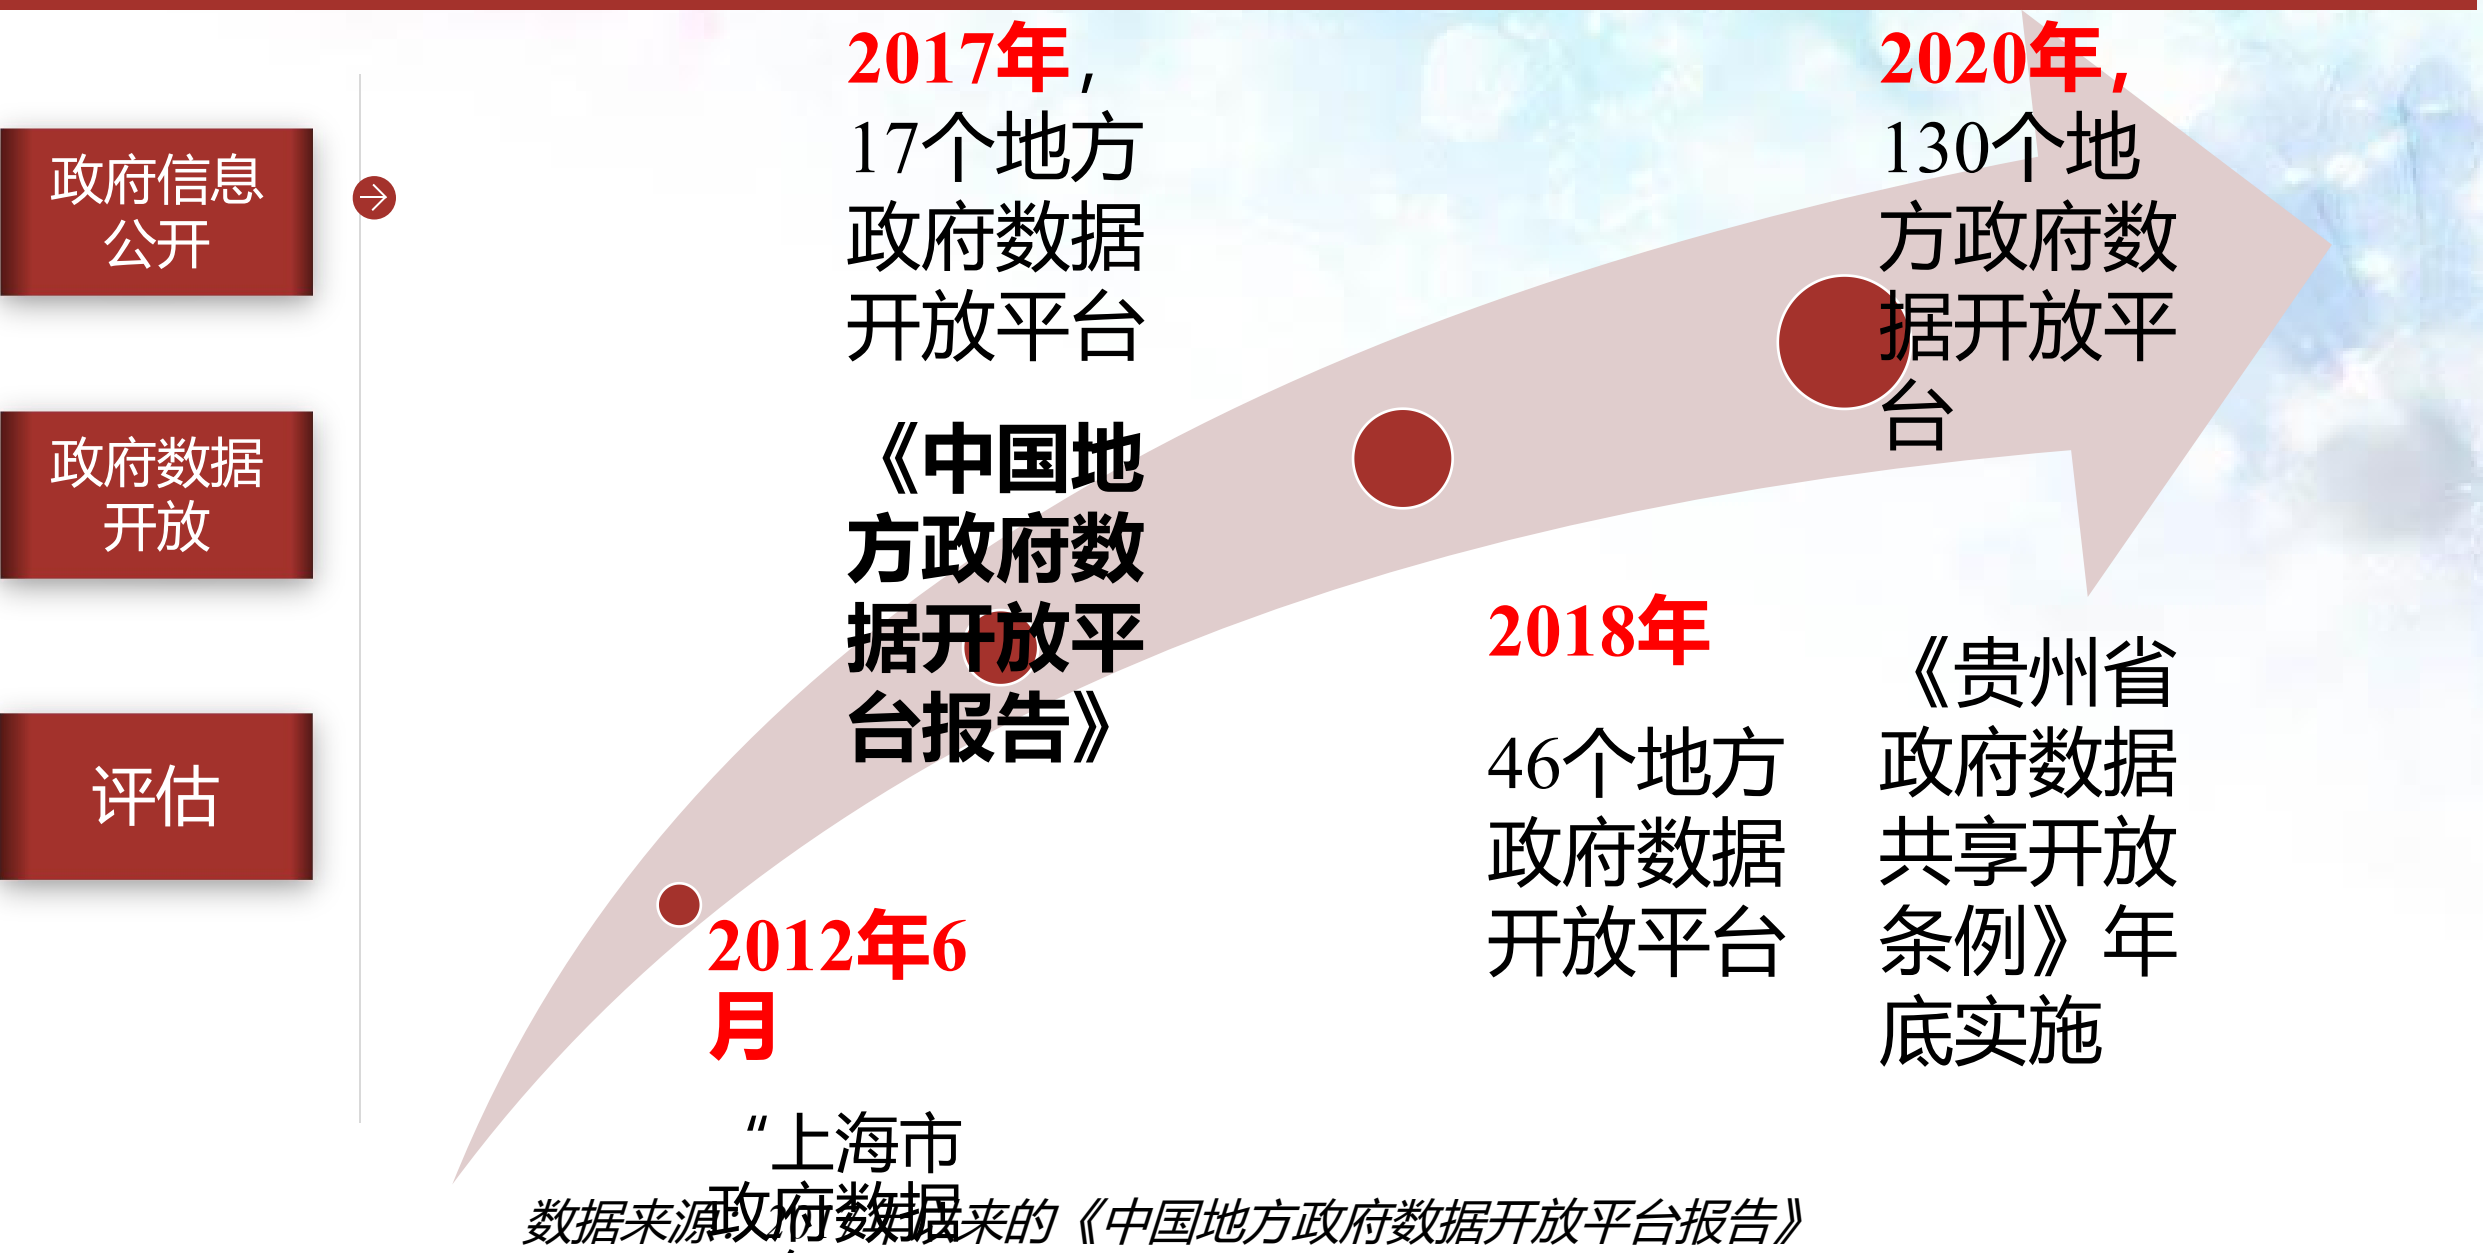 政府信息
公开
政府数据
开放
评估
2017年，
17个地方
政府数据
开放平台
《中国地
方政府数
据开放平
台报告》
2012年6
月
“上海市
政府数据
2018年
46个地方
政府数据
开放平台
2020年，
130个地
方政府数
据开放平
台
《贵州省
政府数据
共享开放
条例》年
底实施
数据来源：2017年以来的《中国地方政府数据开放平台报告》